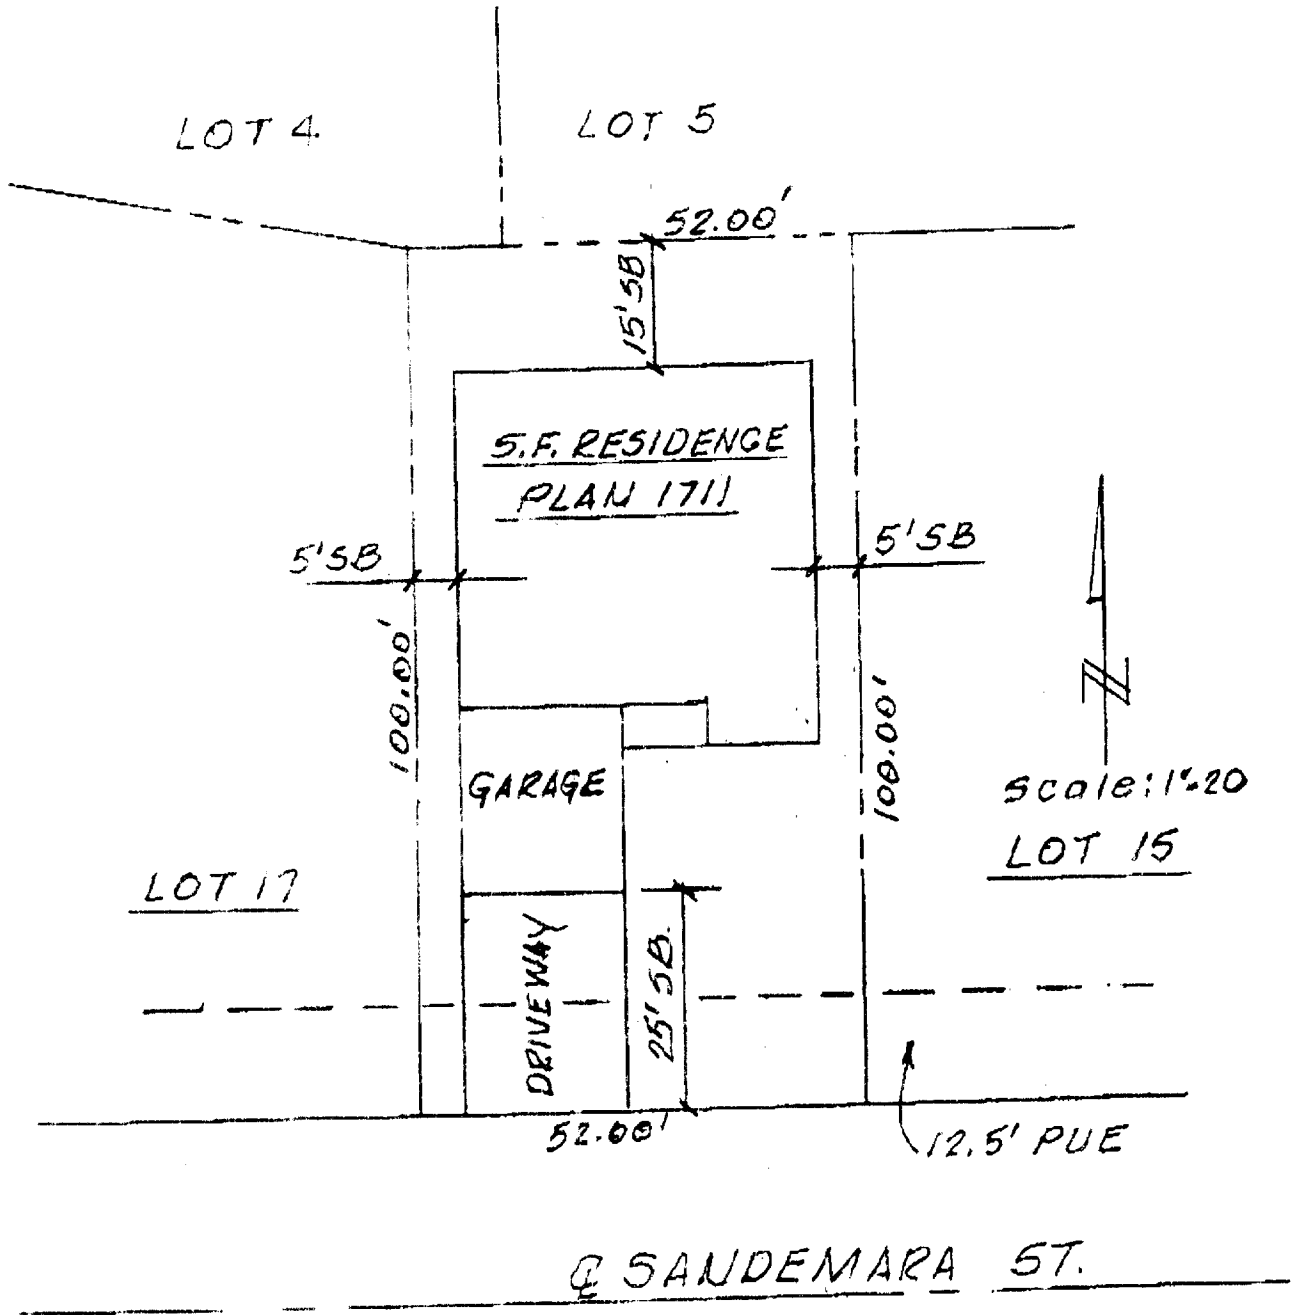 LOT 4
LOT 5
52.00'
15' SB
S.F. RESIDENCE
PLAN 1711
5' SB
5' SB
100.00'
100.00'
GARAGE
N
scale: 1"=20
LOT 15
LOT 17
DRIVEWAY
25' SB.
52.00'
12.5' PUE
℄ SANDEMARA ST.